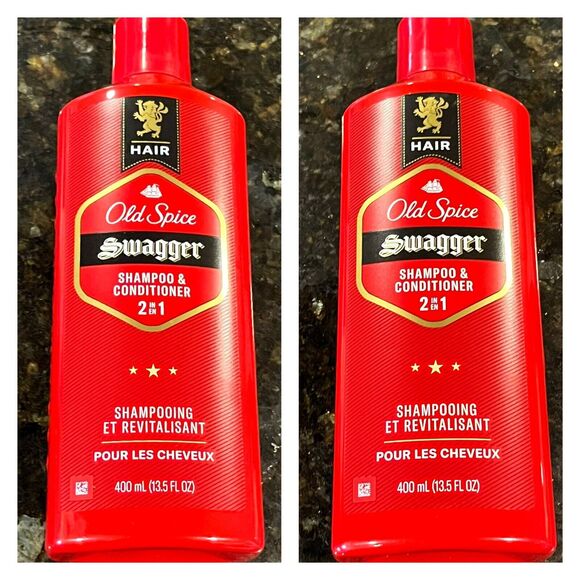 HAIR
Old Spice
Swagger
SHAMPOO &
CONDITIONER
2 IN EN 1
SHAMPOOING
ET REVITALISANT
POUR LES CHEVEUX
400 mL (13.5 FL OZ)
HAIR
Old Spice
Swagger
SHAMPOO &
CONDITIONER
2 IN EN 1
SHAMPOOING
ET REVITALISANT
POUR LES CHEVEUX
400 mL (13.5 FL OZ)